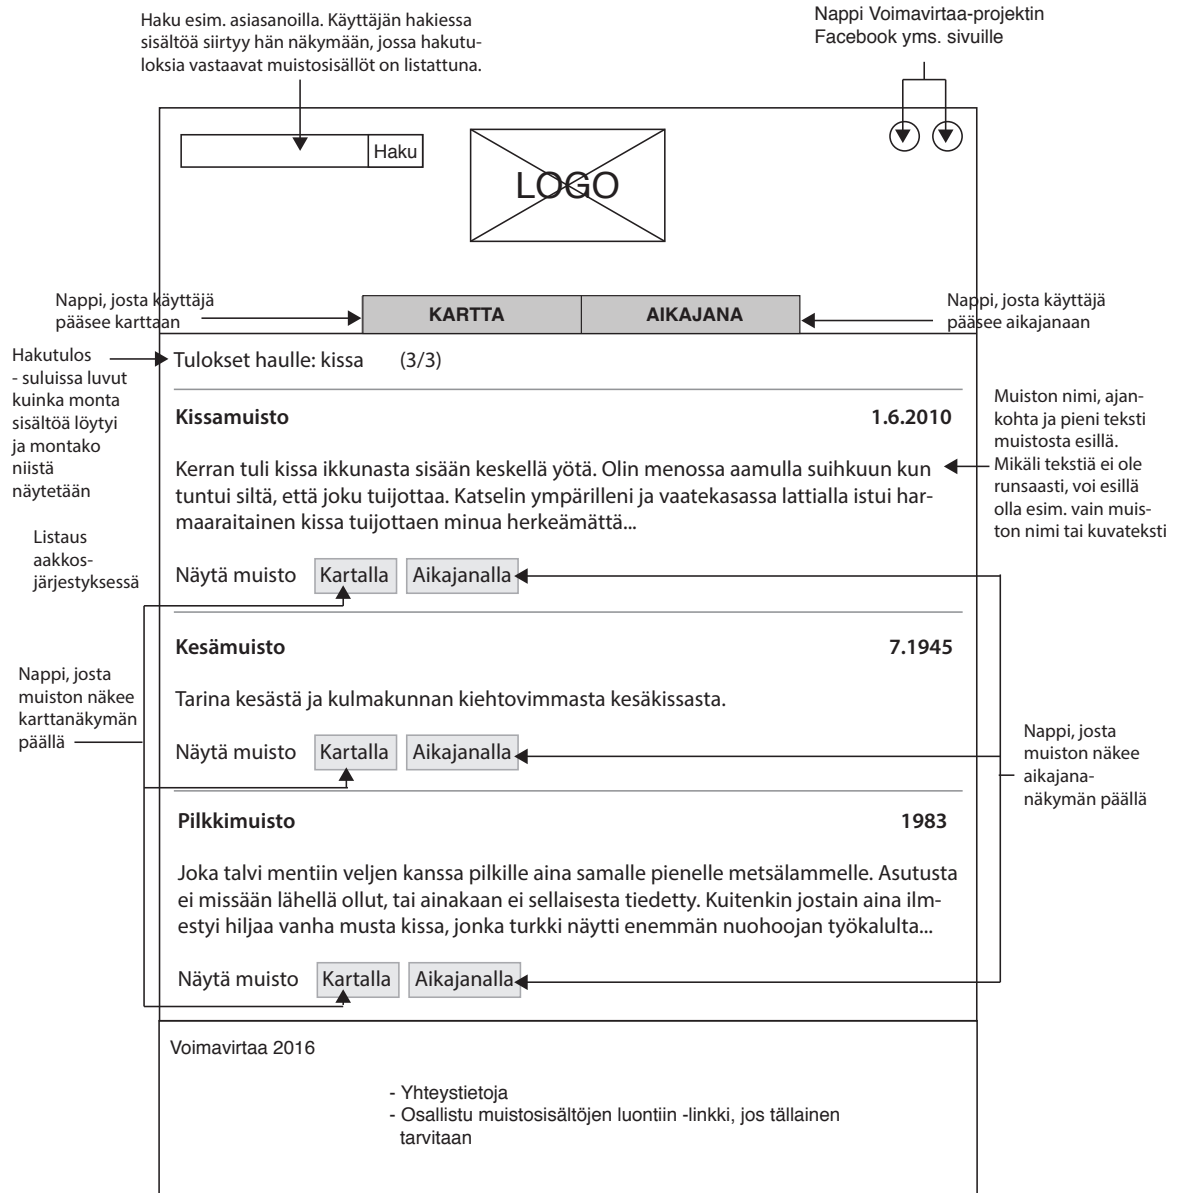 Haku esim. asiasanoilla. Käyttäjän hakiessa
sisältöä siirtyy hän näkymään, jossa hakutu-
loksia vastaavat muistosisällöt on listattuna.
Nappi Voimavirtaa-projektin
Facebook yms. sivuille
Haku
LOGO
Nappi, josta käyttäjä
pääsee karttaan
KARTTA
AIKAJANA
Nappi, josta käyttäjä
pääsee aikajanaan
Hakutulos
- suluissa luvut
kuinka monta
sisältöä löytyi
ja montako
niistä
näytetään
Tulokset haulle: kissa (3/3)
Kissamuisto 1.6.2010
Kerran tuli kissa ikkunasta sisään keskellä yötä. Olin menossa aamulla suihkuun kun
tuntui siltä, että joku tuijottaa. Katselin ympärilleni ja vaatekasassa lattialla istui har-
maaraitainen kissa tuijottaen minua herkeämättä...
Muiston nimi, ajan-
kohta ja pieni teksti
muistosta esillä.
Mikäli tekstiä ei ole
runsaasti, voi esillä
olla esim. vain muis-
ton nimi tai kuvateksti
Listaus
aakkos-
järjestyksessä
Näytä muisto Kartalla Aikajanalla
Kesämuisto 7.1945
Tarina kesästä ja kulmakunnan kiehtovimmasta kesäkissasta.
Nappi, josta
muiston näkee
karttanäkymän
päällä
Näytä muisto Kartalla Aikajanalla
Nappi, josta
muiston näkee
aikajana-
näkymän päällä
Pilkkimuisto 1983
Joka talvi mentiin veljen kanssa pilkille aina samalle pienelle metsälammelle. Asutusta
ei missään lähellä ollut, tai ainakaan ei sellaisesta tiedetty. Kuitenkin jostain aina ilm-
estyi hiljaa vanha musta kissa, jonka turkki näytti enemmän nuohoojan työkalulta...
Näytä muisto Kartalla Aikajanalla
Voimavirtaa 2016
- Yhteystietoja
- Osallistu muistosisältöjen luontiin -linkki, jos tällainen
tarvitaan